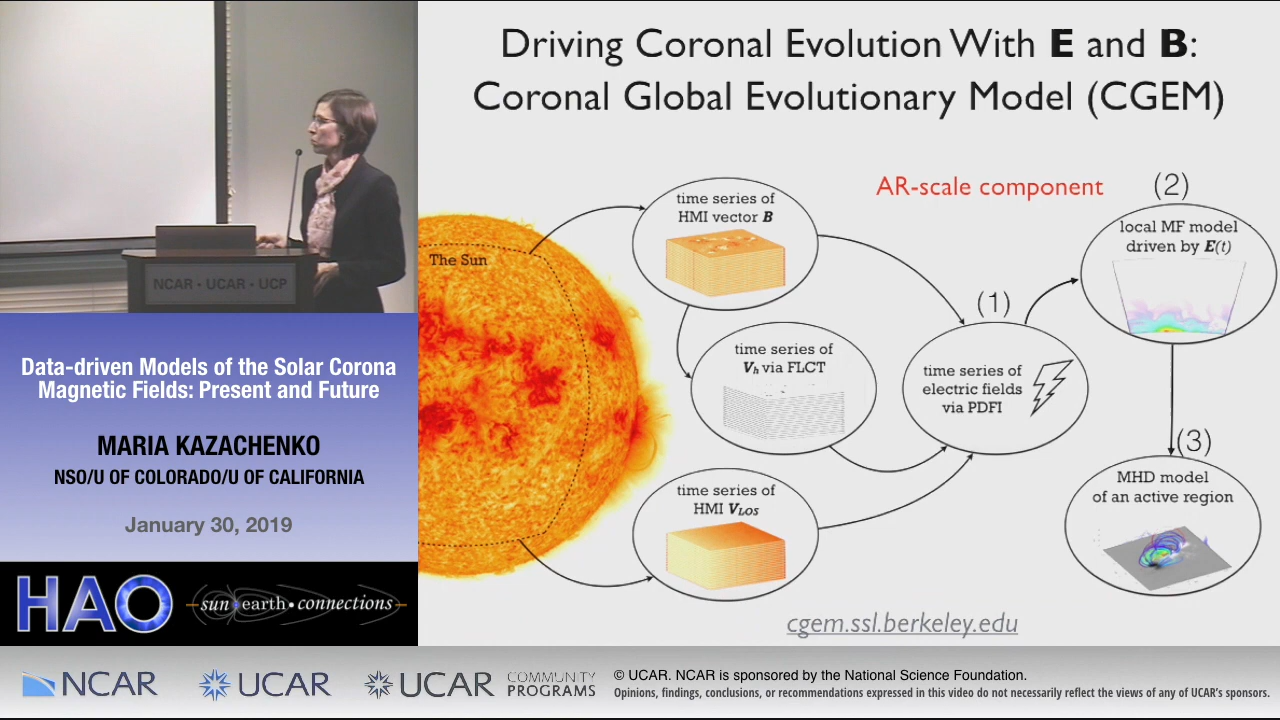 NCAR • UCAR • UCP
Data-driven Models of the Solar Corona
Magnetic Fields: Present and Future
MARIA KAZACHENKO
NSO/U OF COLORADO/U OF CALIFORNIA
January 30, 2019
HAO
sun earth • connections
Driving Coronal Evolution With E and B:
Coronal Global Evolutionary Model (CGEM)
AR-scale component
The Sun
time series of
HMI vector B
time series of
Vh via FLCT
time series of
HMI VLOS
(1)
time series of
electric fields
via PDFI
(2)
local MF model
driven by E(t)
(3)
MHD model
of an active region
cgem.ssl.berkeley.edu
NCAR
UCAR
UCAR
COMMUNITY
PROGRAMS
© UCAR. NCAR is sponsored by the National Science Foundation.
Opinions, findings, conclusions, or recommendations expressed in this video do not necessarily reflect the views of any of UCAR's sponsors.